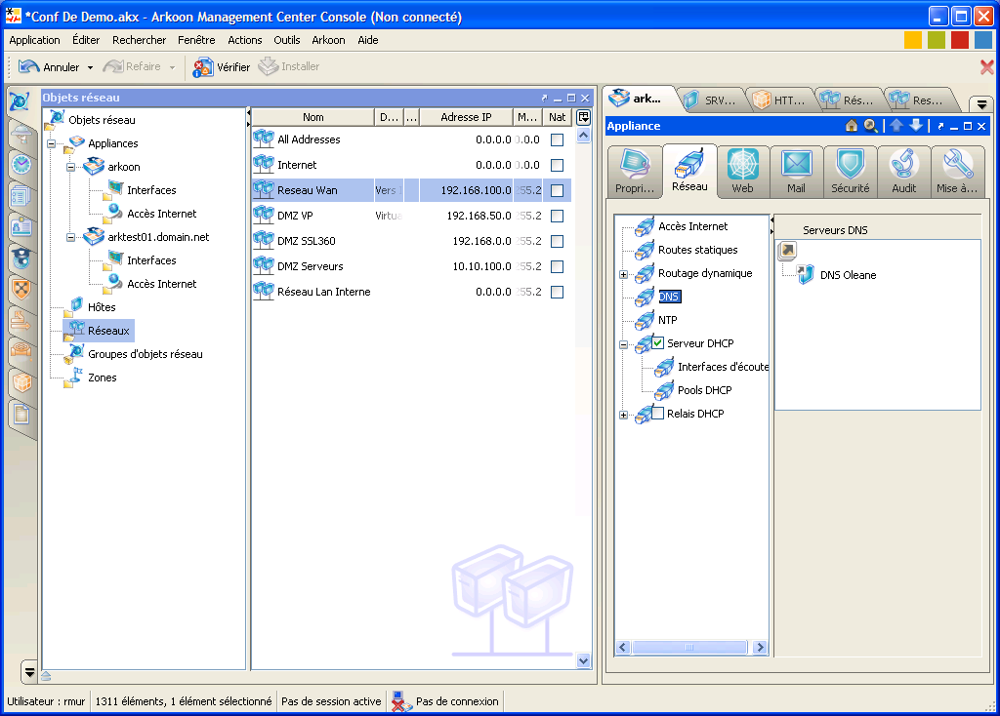 *Conf De Demo.akx - Arkoon Management Center Console (Non connecté)
Application Éditer Rechercher Fenêtre Actions Outils Arkoon Aide
Annuler Refaire Vérifier Installer
Objets réseau
Objets réseau
Appliances
arkoon
Interfaces
Accès Internet
arktest01.domain.net
Interfaces
Accès Internet
Hôtes
Réseaux
Groupes d'objets réseau
Zones
Nom D... ... Adresse IP M... Nat
All Addresses 0.0.0.0 0.0.0
Internet 0.0.0.0 0.0.0
Reseau Wan Vers 192.168.100.0 255.2
DMZ VP Virtua 192.168.50.0 255.2
DMZ SSL360 192.168.0.0 255.2
DMZ Serveurs 10.10.100.0 255.2
Réseau Lan Interne 0.0.0.0 255.2
ark... SRV... HTT... Rés... Res...
Appliance
Propri... Réseau Web Mail Sécurité Audit Mise à...
Accès Internet
Routes statiques
Routage dynamique
DNS
NTP
Serveur DHCP
Interfaces d'écoute
Pools DHCP
Relais DHCP
Serveurs DNS
DNS Oleane
Utilisateur : rmur 1311 éléments, 1 élément sélectionné Pas de session active Pas de connexion